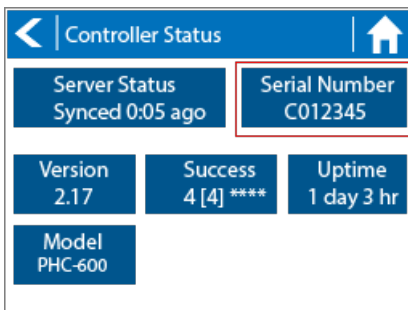 Controller Status
Server Status
Synced 0:05 ago
Serial Number
C012345
Version
2.17
Success
4 [4] ****
Uptime
1 day 3 hr
Model
PHC-600